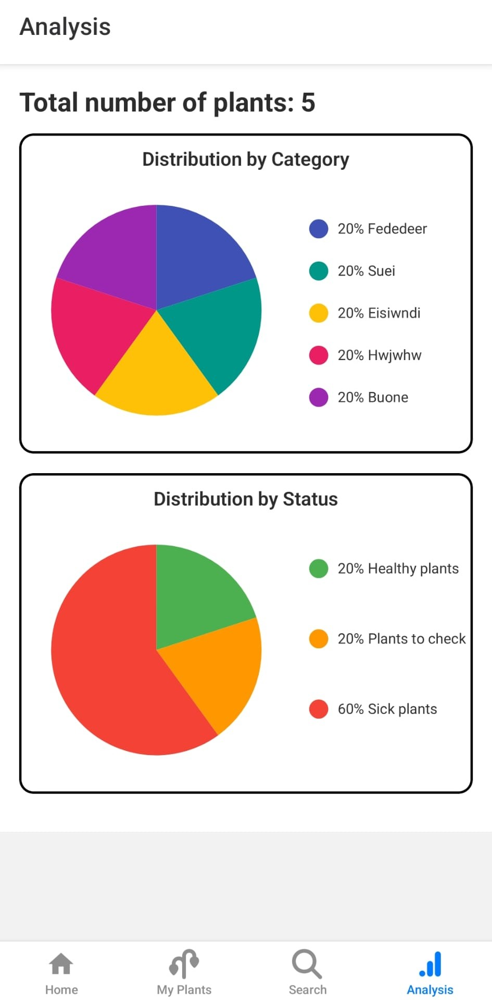 Analysis
Total number of plants: 5
Distribution by Category
20% Fededeer
20% Suei
20% Eisiwndi
20% Hwjwhw
20% Buone
Distribution by Status
20% Healthy plants
20% Plants to check
60% Sick plants
Home
My Plants
Search
Analysis